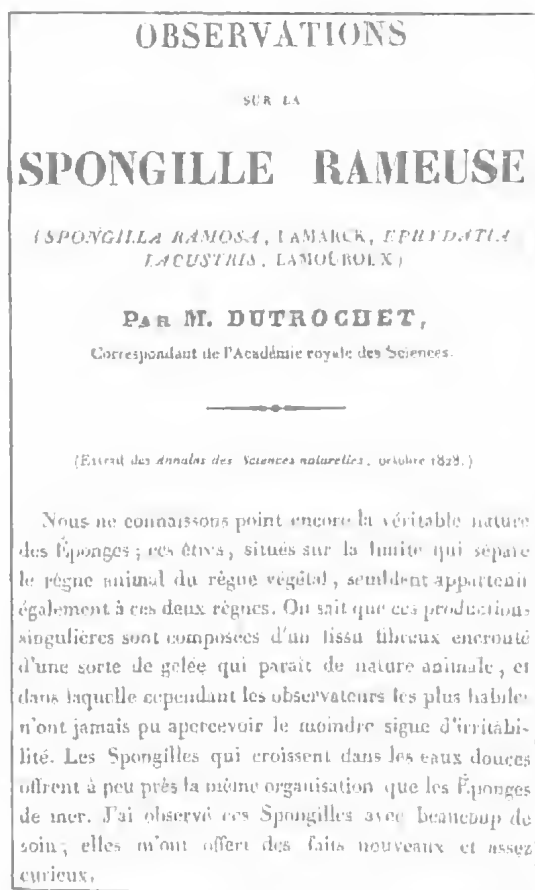 OBSERVATIONS
SUR LA
SPONGILLE RAMEUSE
(SPONGILLA RAMOSA, LAMARCK, EPHYDATIA
LACUSTRIS, LAMOUROUX)
PAR M. DUTROCHET,
Correspondant de l'Académie royale des Sciences.
(Extrait des Annales des Sciences naturelles, octobre 1828.)
Nous ne connaissons point encore la véritable nature
des Éponges; ces êtres, situés sur la limite qui sépare
le règne animal du règne végétal, semblent appartenir
également à ces deux règnes. On sait que ces productions
singulières sont composées d'un tissu fibreux encroûté
d'une sorte de gelée qui paraît de nature animale, et
dans laquelle cependant les observateurs les plus habiles
n'ont jamais pu apercevoir le moindre signe d'irritabi-
lité. Les Spongilles qui croissent dans les eaux douces
offrent à peu près la même organisation que les Éponges
de mer. J'ai observé ces Spongilles avec beaucoup de
soin; elles m'ont offert des faits nouveaux et assez
curieux.